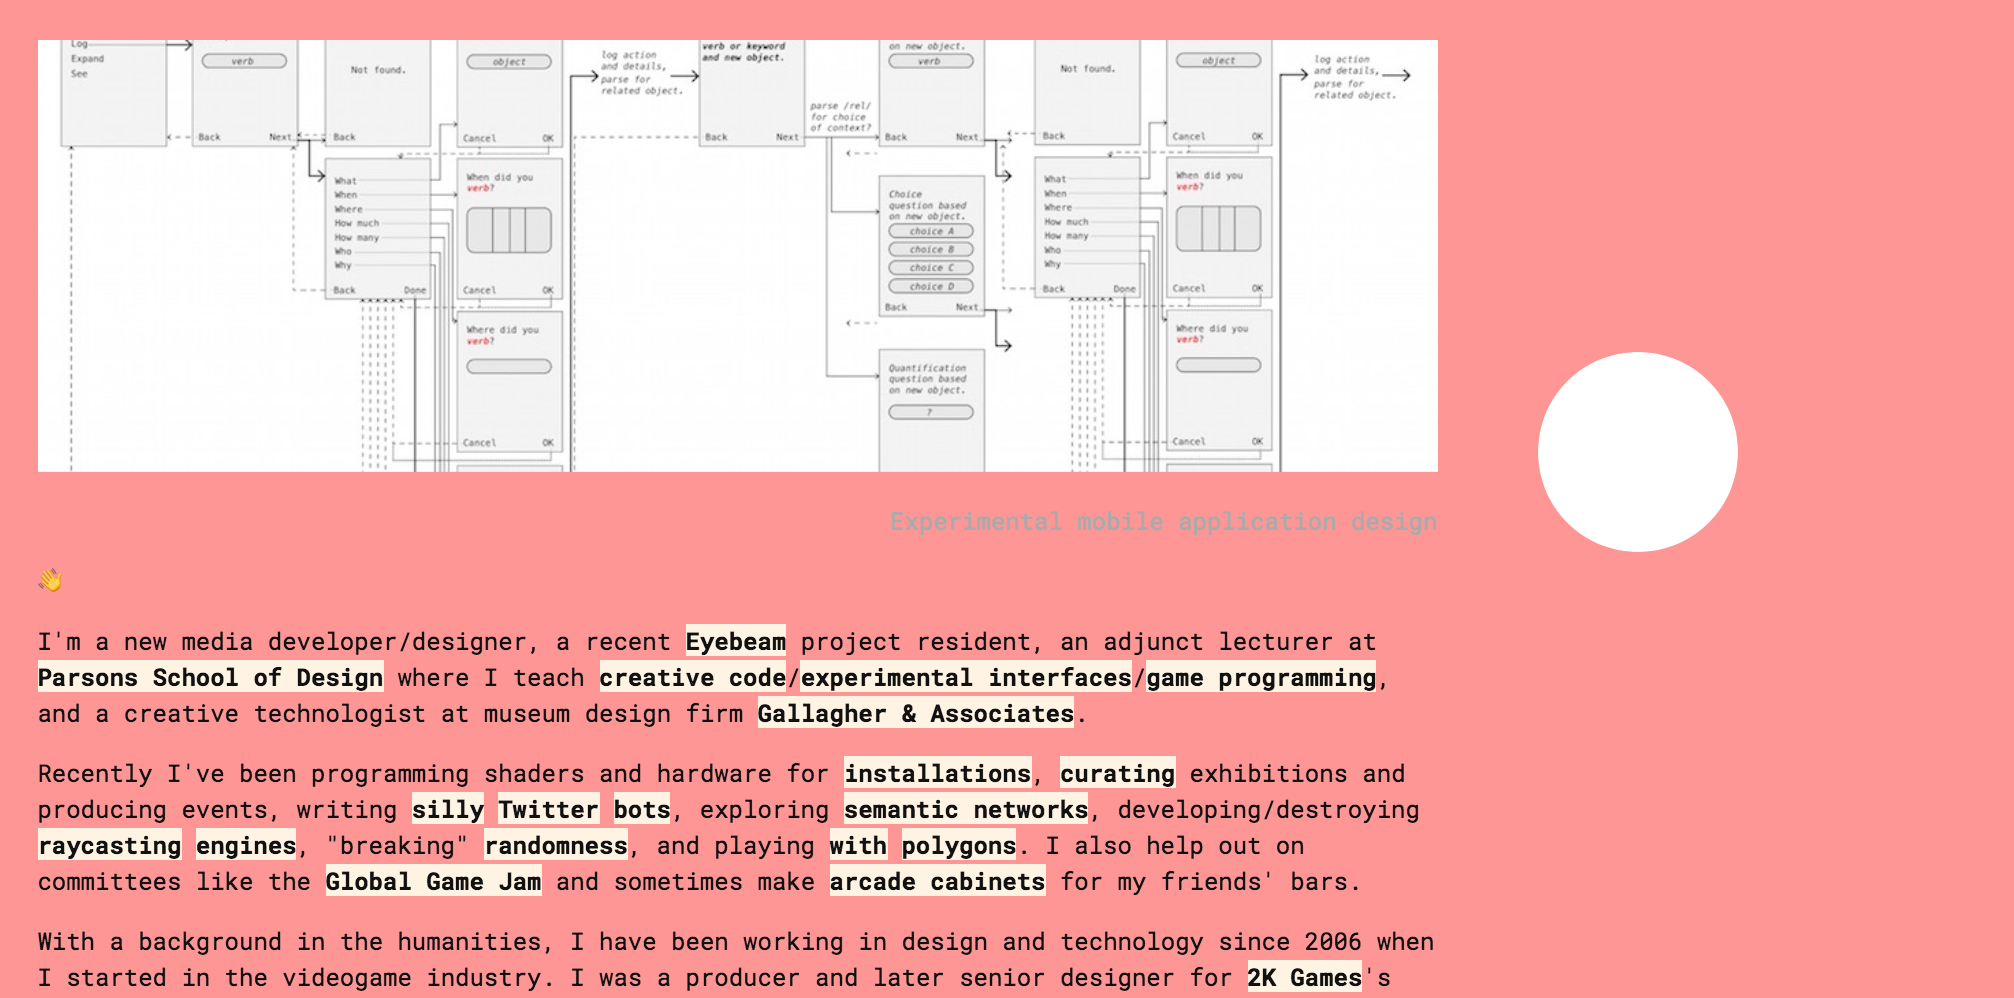 Log
Expand
See
verb
Back Next
Not found.
Back
object
Cancel OK
log action
and details,
parse for
related object.
verb or keyword
and new object.
Back Next
parse /rel/
for choice
of context?
on new object.
verb
Back Next
Not found.
Back
object
Cancel OK
log action
and details,
parse for
related object.
What
When
Where
How much
How many
Who
Why
Back Done
When did you
verb?
Cancel OK
Choice
question based
on new object.
choice A
choice B
choice C
choice D
Back Next
What
When
Where
How much
How many
Who
Why
Back Done
When did you
verb?
Cancel OK
Where did you
verb?
Cancel OK
Quantification
question based
on new object.
?
Where did you
verb?
Cancel OK
Experimental mobile application design
👋
I'm a new media developer/designer, a recent Eyebeam project resident, an adjunct lecturer at
Parsons School of Design where I teach creative code/experimental interfaces/game programming,
and a creative technologist at museum design firm Gallagher & Associates.
Recently I've been programming shaders and hardware for installations, curating exhibitions and
producing events, writing silly Twitter bots, exploring semantic networks, developing/destroying
raycasting engines, "breaking" randomness, and playing with polygons. I also help out on
committees like the Global Game Jam and sometimes make arcade cabinets for my friends' bars.
With a background in the humanities, I have been working in design and technology since 2006 when
I started in the videogame industry. I was a producer and later senior designer for 2K Games's